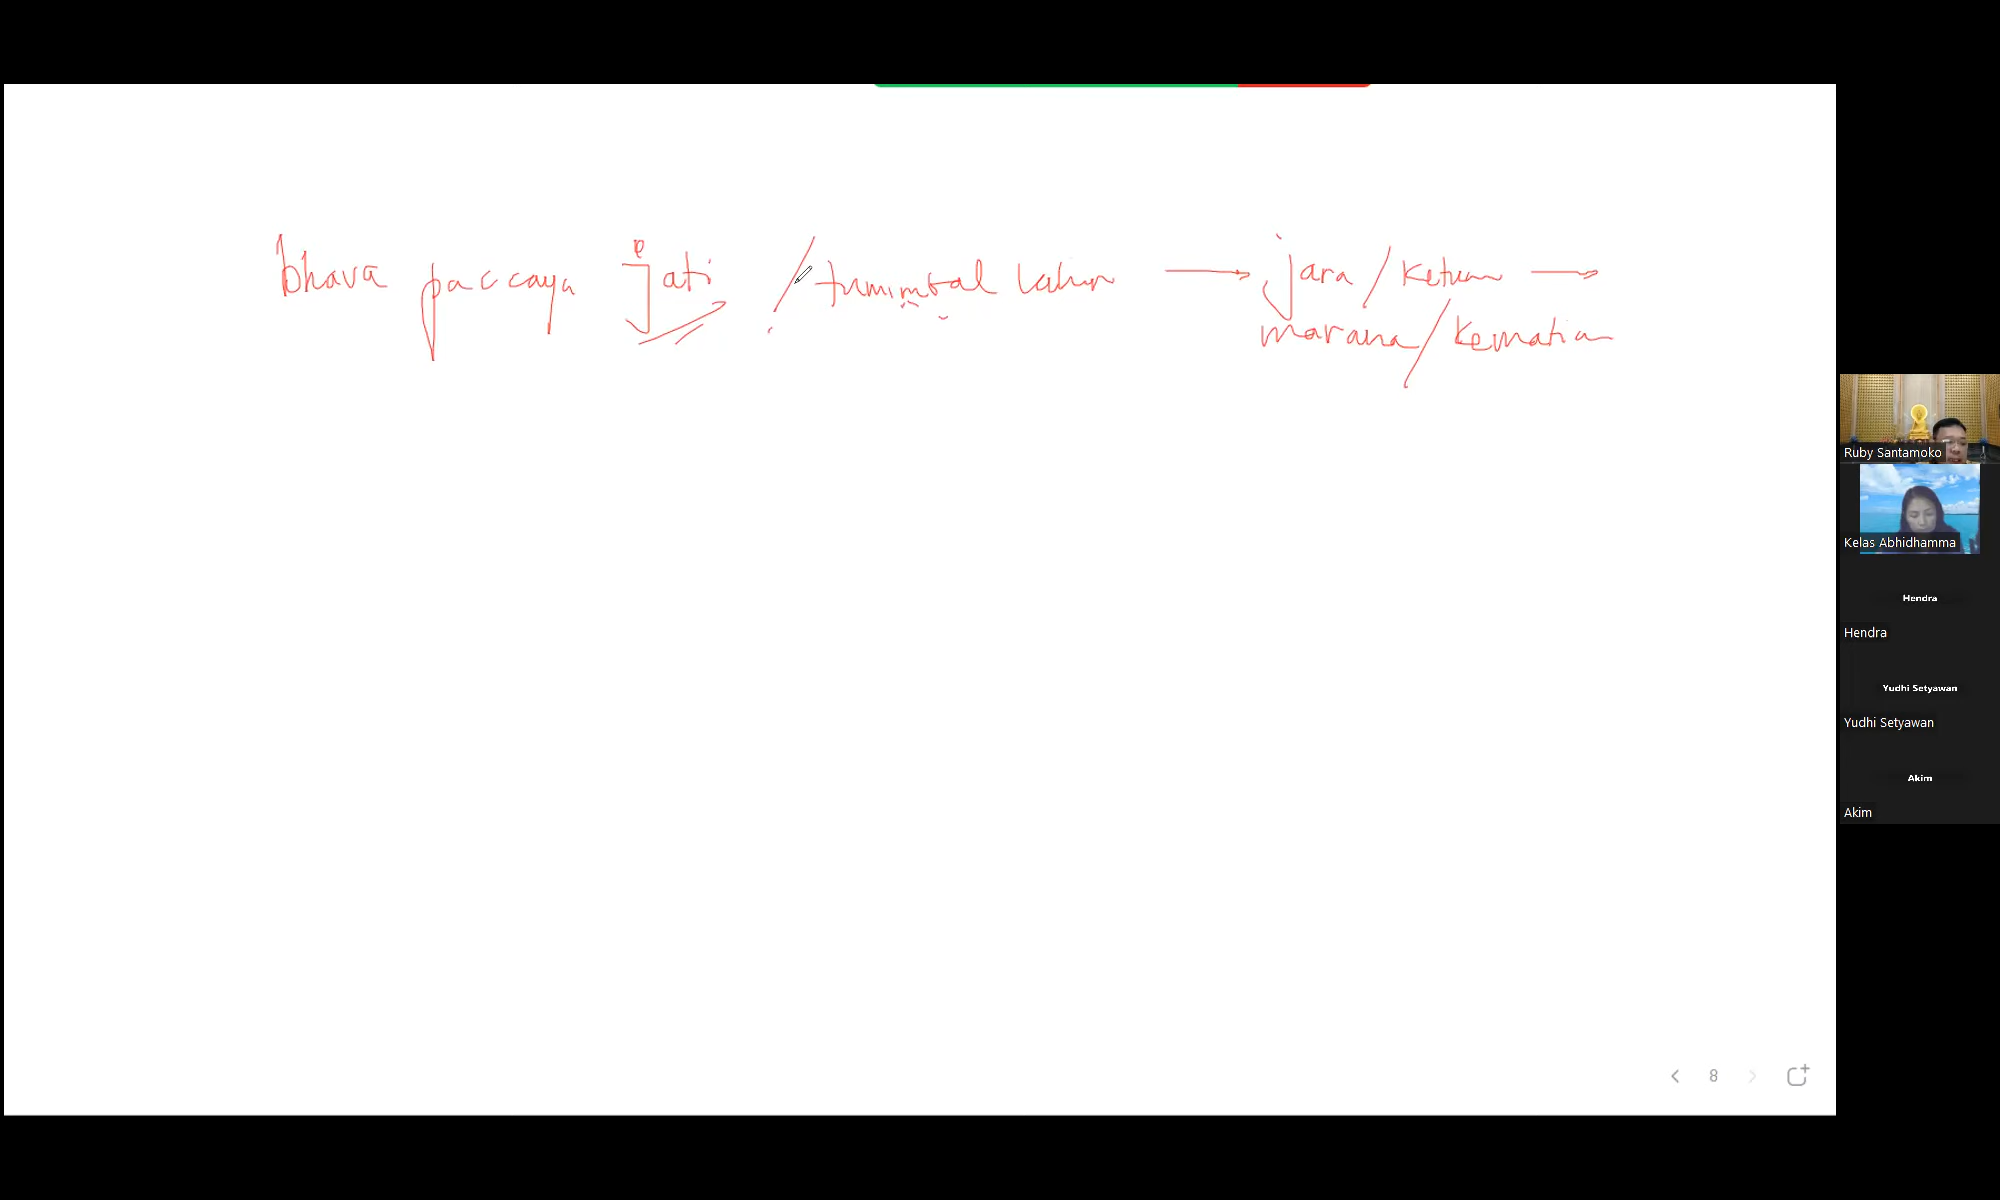 bhava paccaya jati / tumimbal lahir → jara / Ketuan →
marana / Kematian
Ruby Santamoko
Kelas Abhidhamma
Hendra
Hendra
Yudhi Setyawan
Yudhi Setyawan
Akim
Akim
8